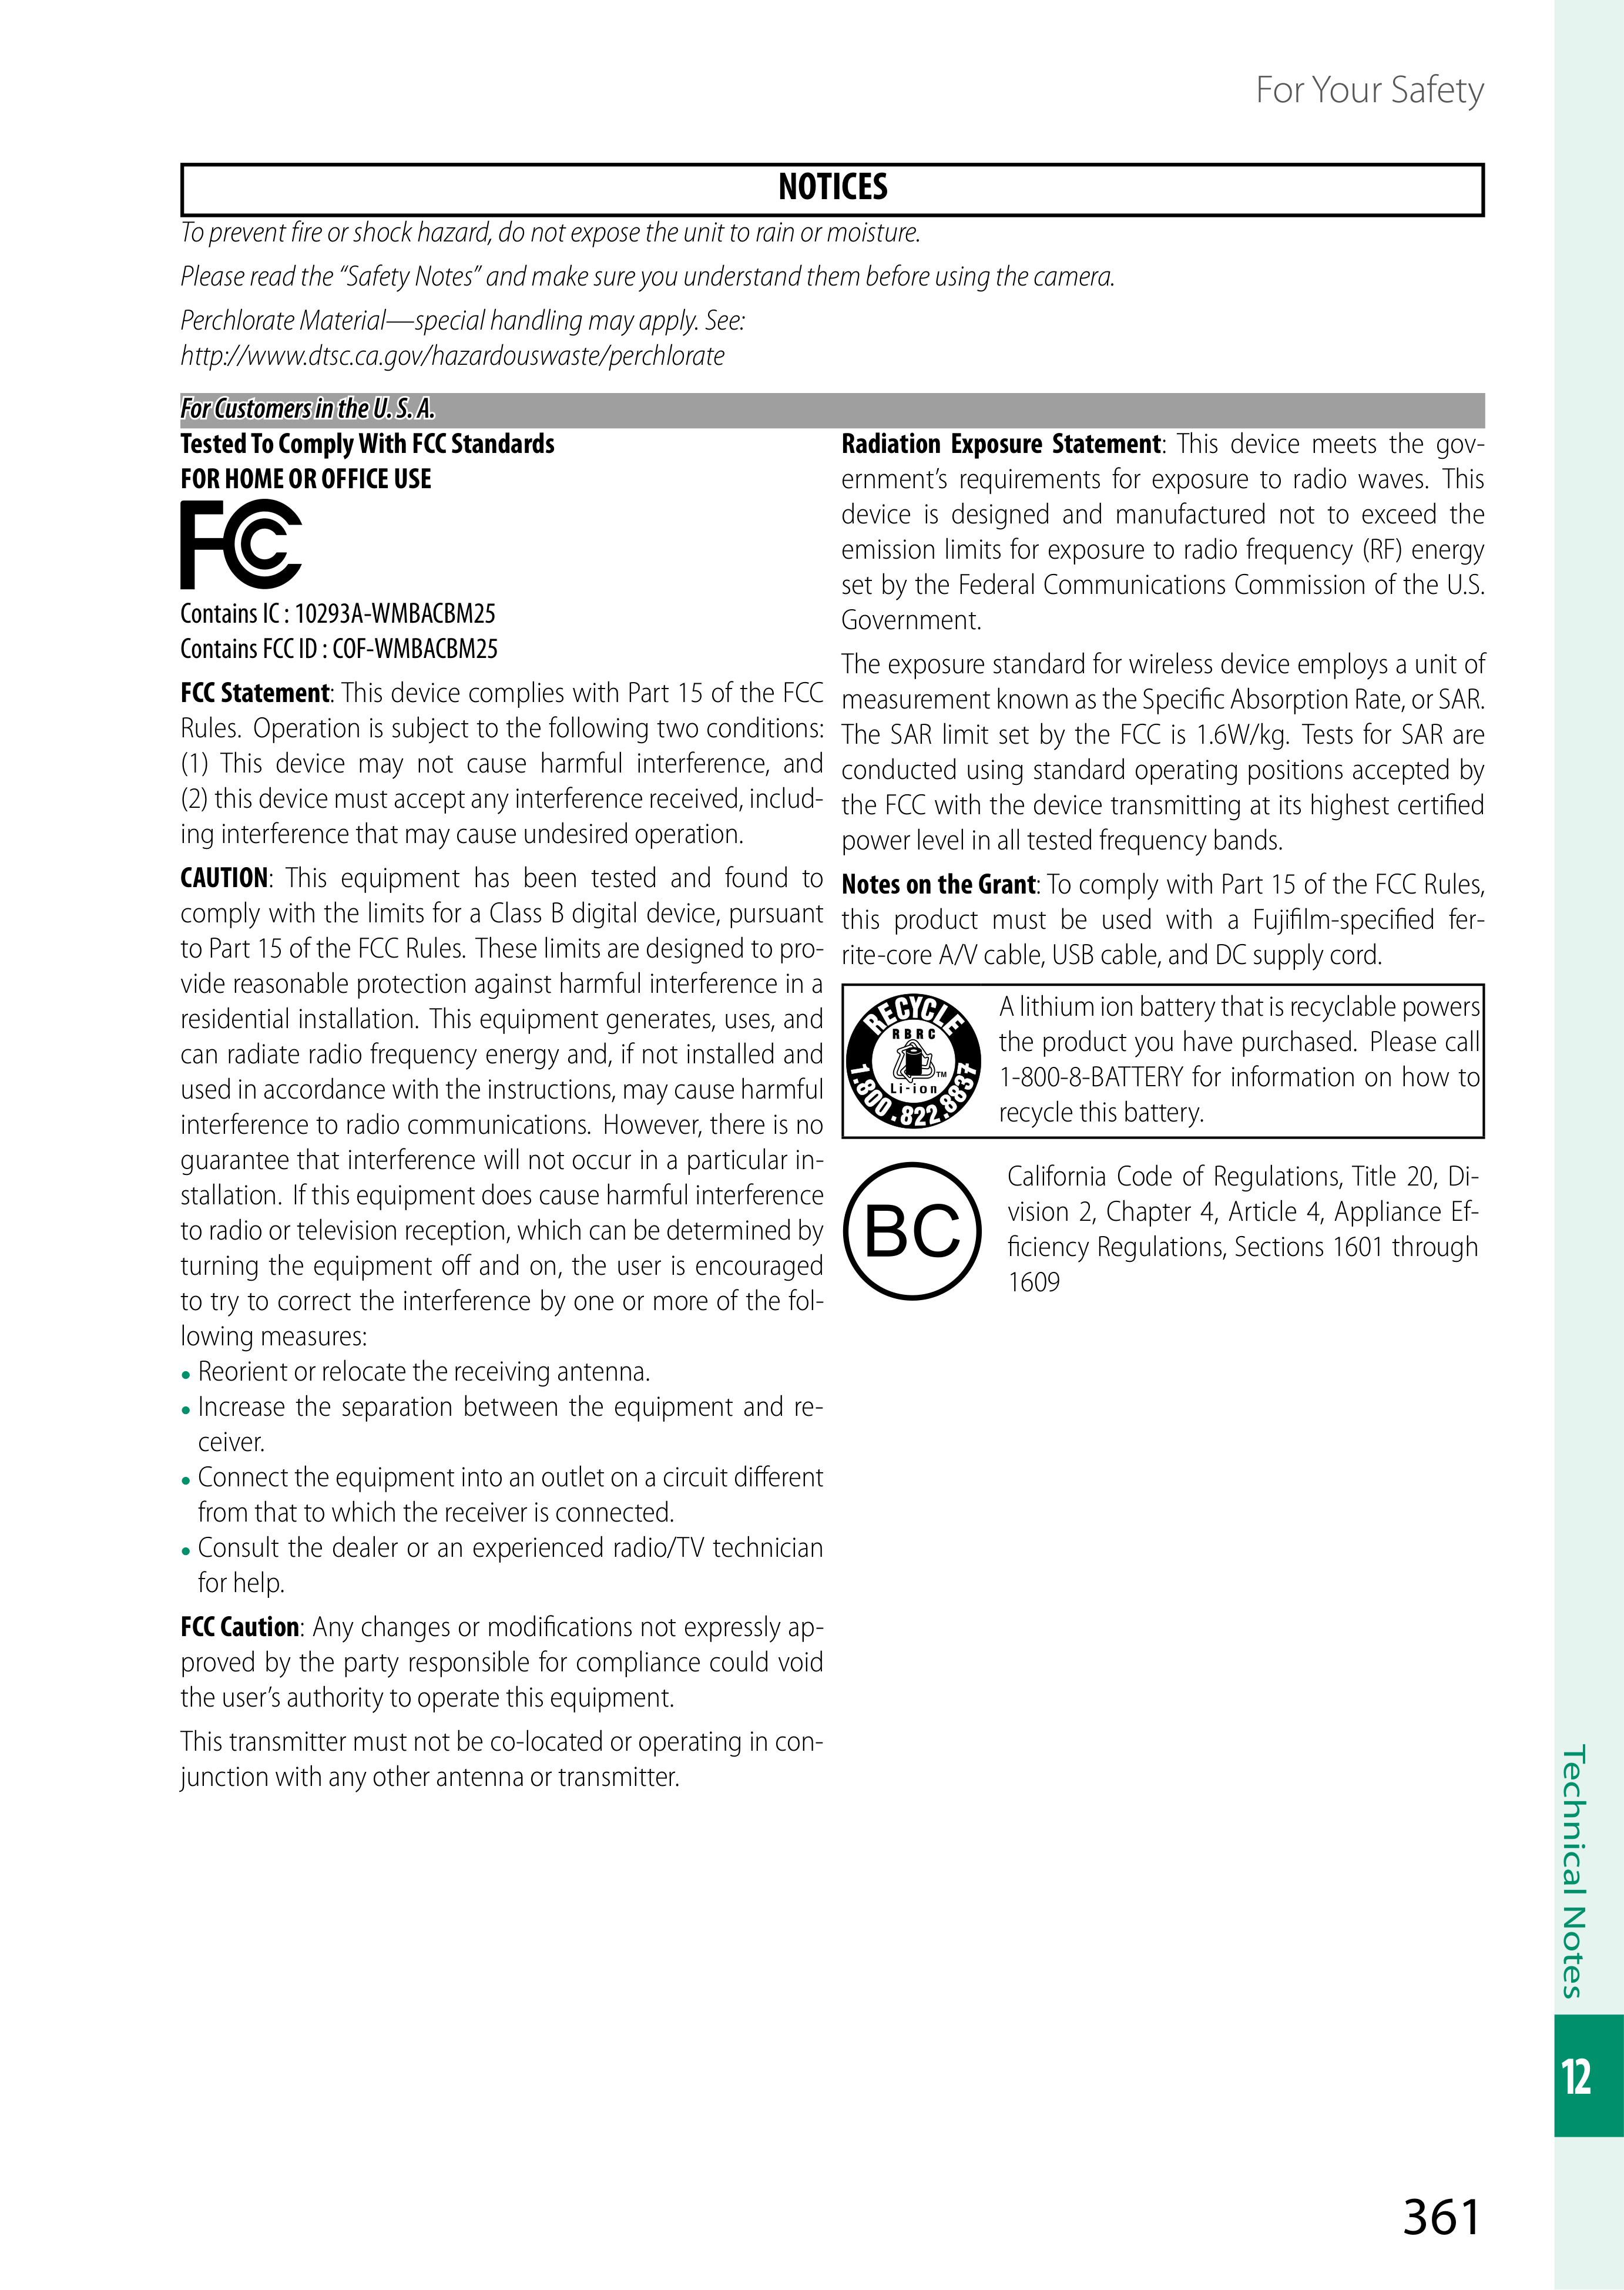 For Your Safety
NOTICES
To prevent fire or shock hazard, do not expose the unit to rain or moisture.
Please read the “Safety Notes” and make sure you understand them before using the camera.
Perchlorate Material—special handling may apply. See:
http://www.dtsc.ca.gov/hazardouswaste/perchlorate
For Customers in the U. S. A.
Tested To Comply With FCC Standards
FOR HOME OR OFFICE USE
FC
Contains IC : 10293A-WMBACBM25
Contains FCC ID : COF-WMBACBM25
FCC Statement: This device complies with Part 15 of the FCC
Rules. Operation is subject to the following two conditions:
(1) This device may not cause harmful interference, and
(2) this device must accept any interference received, includ-
ing interference that may cause undesired operation.
CAUTION: This equipment has been tested and found to
comply with the limits for a Class B digital device, pursuant
to Part 15 of the FCC Rules. These limits are designed to pro-
vide reasonable protection against harmful interference in a
residential installation. This equipment generates, uses, and
can radiate radio frequency energy and, if not installed and
used in accordance with the instructions, may cause harmful
interference to radio communications. However, there is no
guarantee that interference will not occur in a particular in-
stallation. If this equipment does cause harmful interference
to radio or television reception, which can be determined by
turning the equipment off and on, the user is encouraged
to try to correct the interference by one or more of the fol-
lowing measures:
• Reorient or relocate the receiving antenna.
• Increase the separation between the equipment and re-
ceiver.
• Connect the equipment into an outlet on a circuit different
from that to which the receiver is connected.
• Consult the dealer or an experienced radio/TV technician
for help.
FCC Caution: Any changes or modifications not expressly ap-
proved by the party responsible for compliance could void
the user’s authority to operate this equipment.
This transmitter must not be co-located or operating in con-
junction with any other antenna or transmitter.
Radiation Exposure Statement: This device meets the gov-
ernment’s requirements for exposure to radio waves. This
device is designed and manufactured not to exceed the
emission limits for exposure to radio frequency (RF) energy
set by the Federal Communications Commission of the U.S.
Government.
The exposure standard for wireless device employs a unit of
measurement known as the Specific Absorption Rate, or SAR.
The SAR limit set by the FCC is 1.6W/kg. Tests for SAR are
conducted using standard operating positions accepted by
the FCC with the device transmitting at its highest certified
power level in all tested frequency bands.
Notes on the Grant: To comply with Part 15 of the FCC Rules,
this product must be used with a Fujifilm-specified fer-
rite-core A/V cable, USB cable, and DC supply cord.
RECYCLE
RBRC
TM
Li-ion
1.800.822.8837
A lithium ion battery that is recyclable powers
the product you have purchased. Please call
1-800-8-BATTERY for information on how to
recycle this battery.
BC
California Code of Regulations, Title 20, Di-
vision 2, Chapter 4, Article 4, Appliance Ef-
ficiency Regulations, Sections 1601 through
1609
Technical Notes
12
361